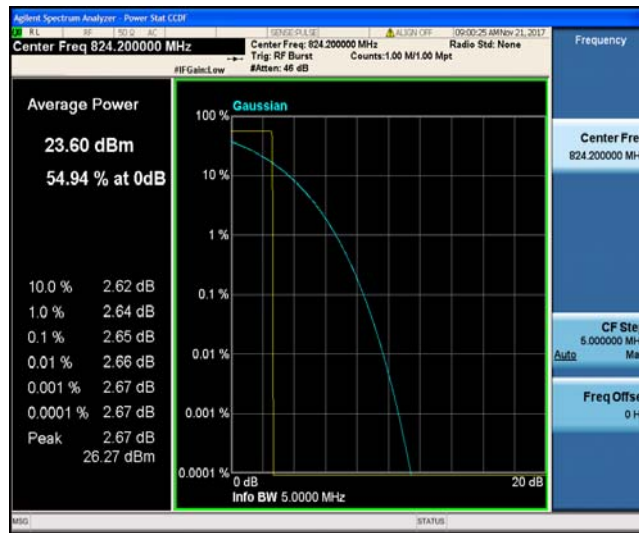 Agilent Spectrum Analyzer - Power Stat CCDF
RL RF 50 Ω AC SENSE:PULSE ALIGN OFF 09:00:25 AM Nov 21, 2017
Center Freq 824.200000 MHz
Center Freq: 824.200000 MHz Radio Std: None
Trig: RF Burst Counts:1.00 M/1.00 Mpt
#IFGain:Low #Atten: 46 dB
Frequency
Average Power
23.60 dBm
54.94 % at 0dB
10.0 % 2.62 dB
1.0 % 2.64 dB
0.1 % 2.65 dB
0.01 % 2.66 dB
0.001 % 2.67 dB
0.0001 % 2.67 dB
Peak 2.67 dB
26.27 dBm
Gaussian
100 %
10 %
1 %
0.1 %
0.01 %
0.001 %
0.0001 %
0 dB 20 dB
Info BW 5.0000 MHz
Center Fre
824.200000 MH
CF Ste
5.000000 MH
Auto Ma
Freq Offse
0 H
MSG STATUS